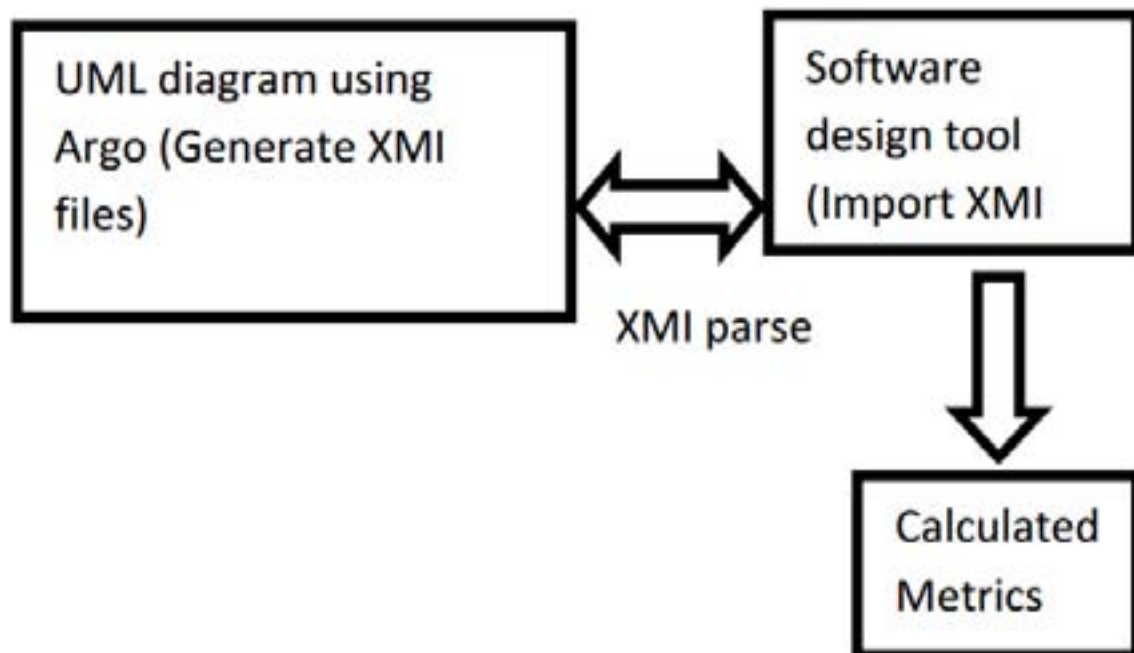 UML diagram using
Argo (Generate XMI
files)
Software
design tool
(Import XMI
XMI parse
Calculated
Metrics